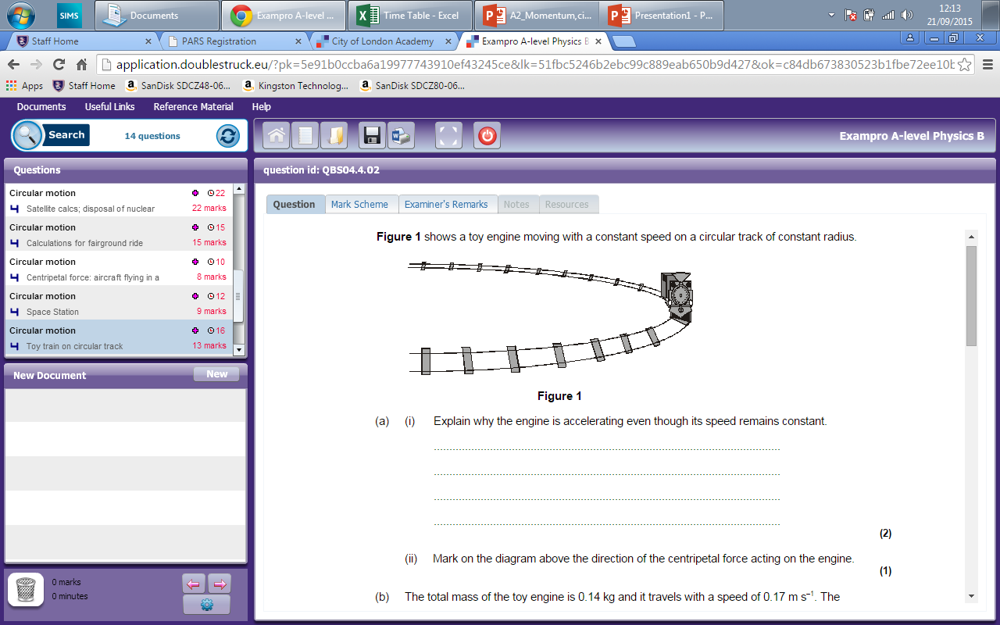 SIMS
Documents
Exampro A-level ...
Time Table - Excel
A2_Momentum,ci...
Presentation1 - P...
12:13
21/09/2015
Staff Home
PARS Registration
City of London Academy
Exampro A-level Physics B
application.doublestruck.eu/?pk=5e91b0ccba6a19977743910ef43245ce&lk=51fbc5246b2ebc99c889eab650b9d427&ok=c84db673830523b1fbe72ee10b
Apps
Staff Home
SanDisk SDCZ48-06...
Kingston Technolog...
SanDisk SDCZ80-06...
Documents
Useful Links
Reference Material
Help
Search
14 questions
Exampro A-level Physics B
Questions
question id: QBS04.4.02
Circular motion 22
4 Satellite calcs; disposal of nuclear 22 marks
Circular motion 15
4 Calculations for fairground ride 15 marks
Circular motion 10
4 Centripetal force: aircraft flying in a 8 marks
Circular motion 12
4 Space Station 9 marks
Circular motion 16
4 Toy train on circular track 13 marks
New Document
New
0 marks
0 minutes
Question
Mark Scheme
Examiner's Remarks
Notes
Resources
Figure 1 shows a toy engine moving with a constant speed on a circular track of constant radius.
Figure 1
(a) (i) Explain why the engine is accelerating even though its speed remains constant.
(2)
(ii) Mark on the diagram above the direction of the centripetal force acting on the engine.
(1)
(b) The total mass of the toy engine is 0.14 kg and it travels with a speed of 0.17 m s⁻¹. The